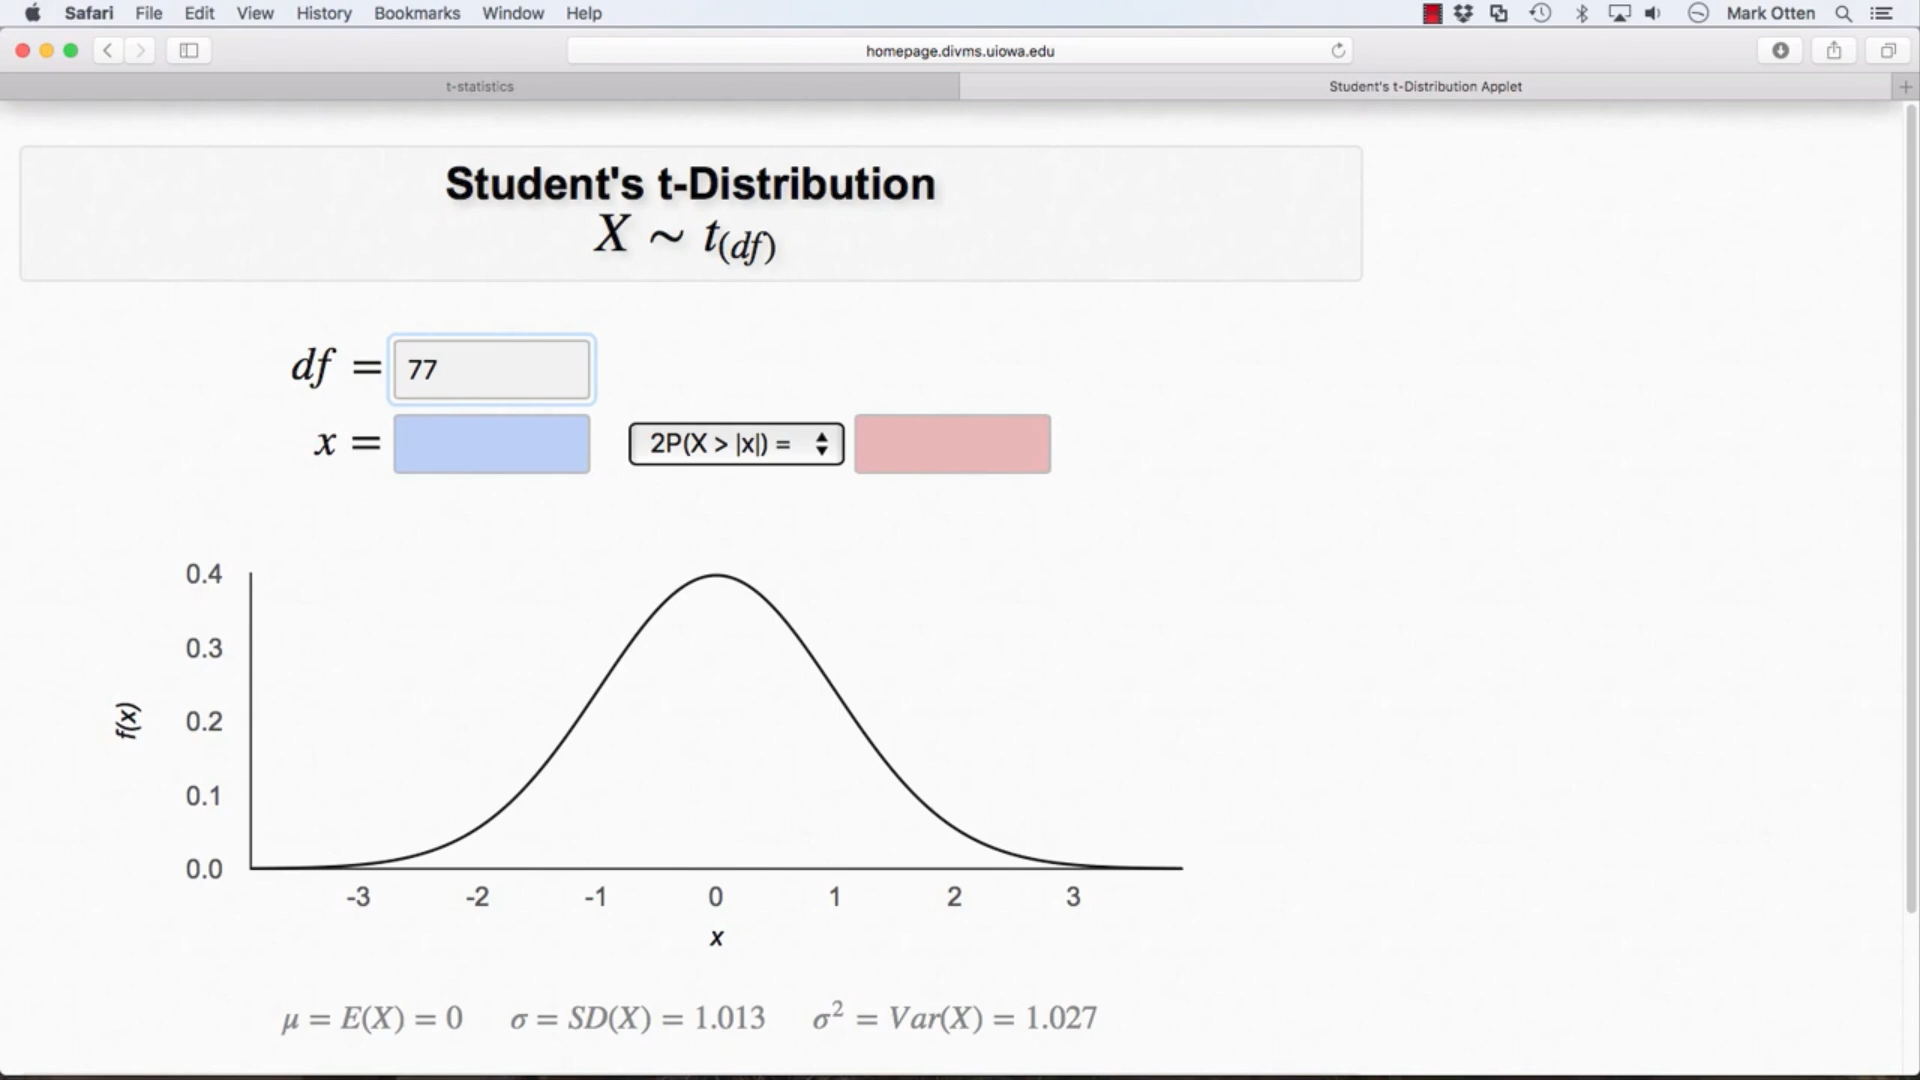 Safari File Edit View History Bookmarks Window Help Mark Otten
homepage.divms.uiowa.edu
t-statistics Student's t-Distribution Applet
Student's t-Distribution
X ~ t(df)
df = 77
x = 2P(X > |x|) =
0.4
0.3
0.2
0.1
0.0
f(x)
-3 -2 -1 0 1 2 3
x
μ = E(X) = 0 σ = SD(X) = 1.013 σ² = Var(X) = 1.027